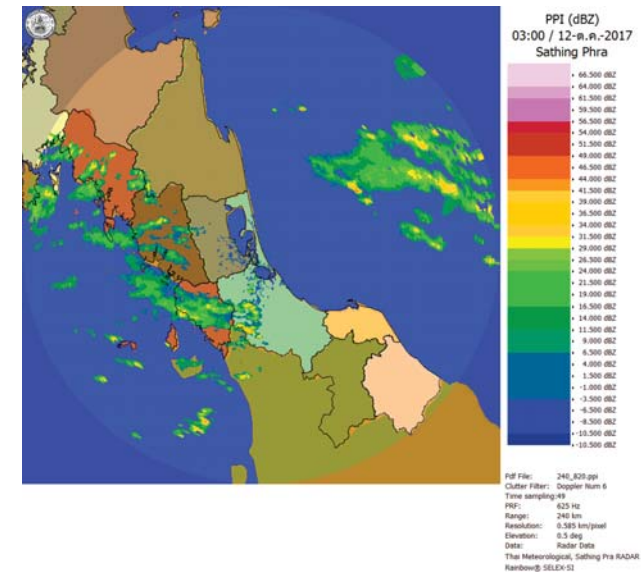 PPI (dBZ)
03:00 / 12-ต.ค.-2017
Sathing Phra
66.500 dBZ
64.000 dBZ
61.500 dBZ
59.500 dBZ
56.500 dBZ
54.000 dBZ
51.500 dBZ
49.000 dBZ
46.500 dBZ
44.000 dBZ
41.500 dBZ
39.000 dBZ
36.500 dBZ
34.000 dBZ
31.500 dBZ
29.000 dBZ
26.500 dBZ
24.000 dBZ
21.500 dBZ
19.000 dBZ
16.500 dBZ
14.000 dBZ
11.500 dBZ
9.000 dBZ
6.500 dBZ
4.000 dBZ
1.500 dBZ
-1.000 dBZ
-3.500 dBZ
-6.500 dBZ
-8.500 dBZ
-10.500 dBZ
-10.500 dBZ
Pdf File: 240_820.ppi
Clutter Filter: Doppler Num 6
Time sampling:49
PRF: 625 Hz
Range: 240 km
Resolution: 0.585 km/pixel
Elevation: 0.5 deg
Data: Radar Data
Thai Meteorological, Sathing Pra RADAR
Rainbow® SELEX-SI